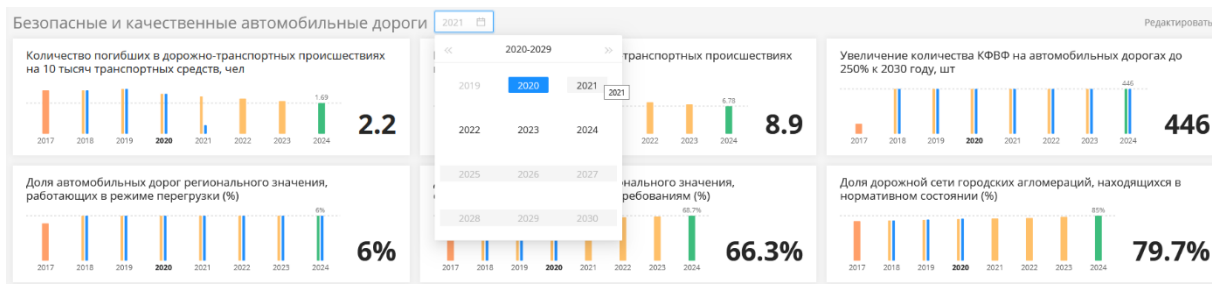 Безопасные и качественные автомобильные дороги
2021
Редактировать
Количество погибших в дорожно-транспортных происшествиях
на 10 тысяч транспортных средств, чел
1.69
2017 2018 2019 2020 2021 2022 2023 2024
2.2
« 2020-2029 »
2019 2020 2021
2021
2022 2023 2024
2025 2026 2027
2028 2029 2030
транспортных происшествиях
6.78
2022 2023 2024
8.9
Увеличение количества КФВФ на автомобильных дорогах до
250% к 2030 году, шт
446
2017 2018 2019 2020 2021 2022 2023 2024
446
Доля автомобильных дорог регионального значения,
работающих в режиме перегрузки (%)
6%
2017 2018 2019 2020 2021 2022 2023 2024
6%
нального значения,
ребованиям (%)
68.7%
2017 2018 2019 2020 2021 2022 2023 2024
66.3%
Доля дорожной сети городских агломераций, находящихся в
нормативном состоянии (%)
85%
2017 2018 2019 2020 2021 2022 2023 2024
79.7%